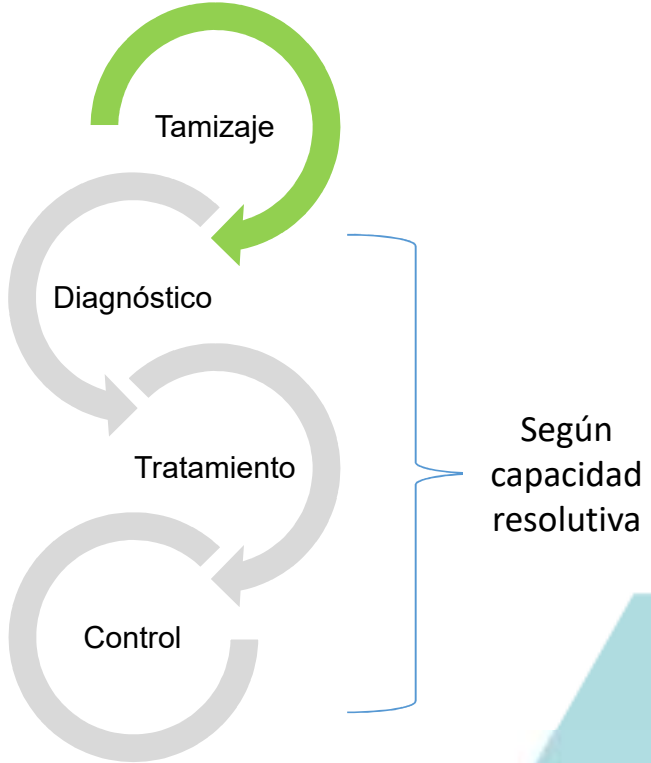 Tamizaje
Diagnóstico
Tratamiento
Control
Según
capacidad
resolutiva